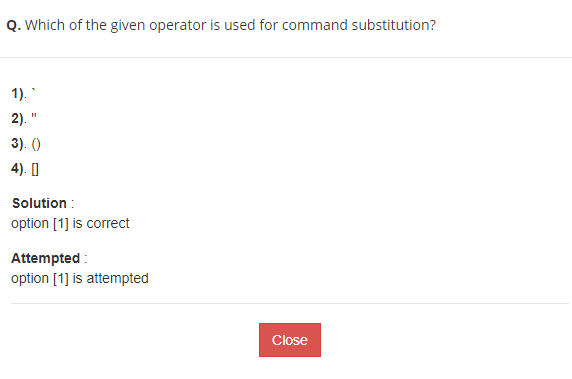 Q. Which of the given operator is used for command substitution?
1). `
2). "
3). ()
4). []
Solution :
option [1] is correct
Attempted :
option [1] is attempted
Close